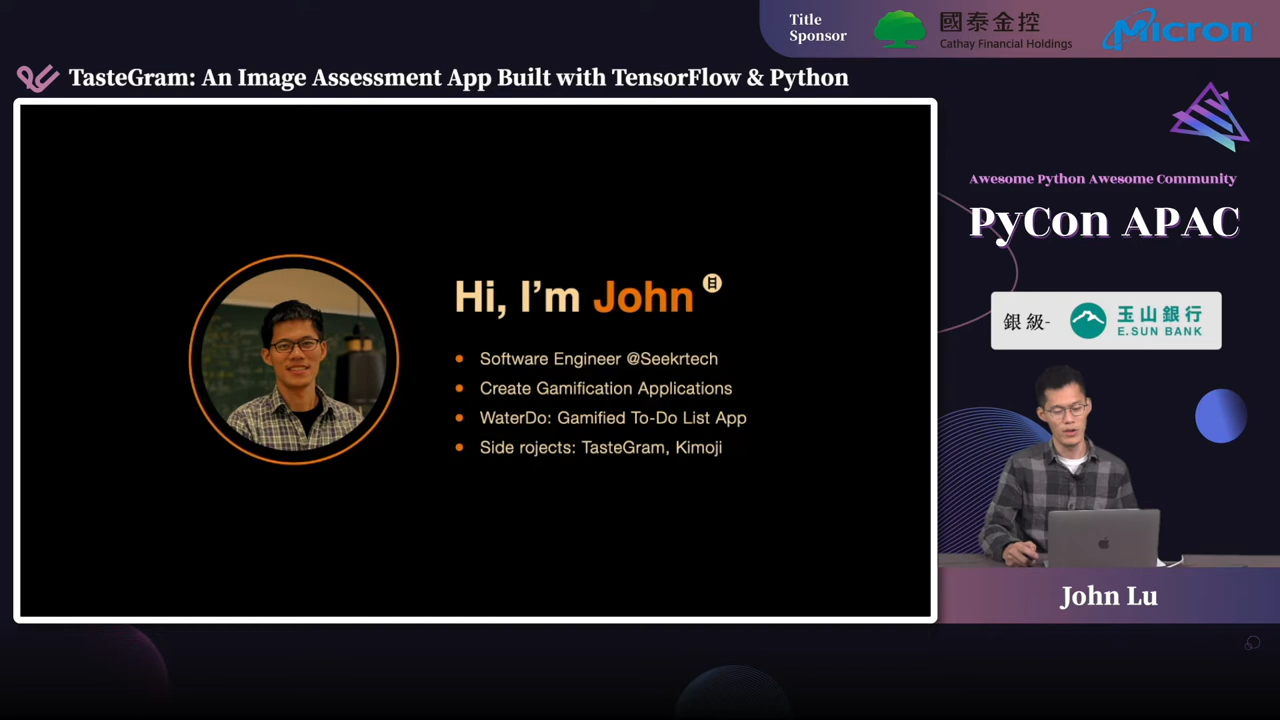 Title
Sponsor
國泰金控
Cathay Financial Holdings
Micron
TasteGram: An Image Assessment App Built with TensorFlow & Python
Awesome Python Awesome Community
PyCon APAC
銀級-
玉山銀行
E.SUN BANK
Hi, I'm John
Software Engineer @Seekrtech
Create Gamification Applications
WaterDo: Gamified To-Do List App
Side rojects: TasteGram, Kimoji
John Lu